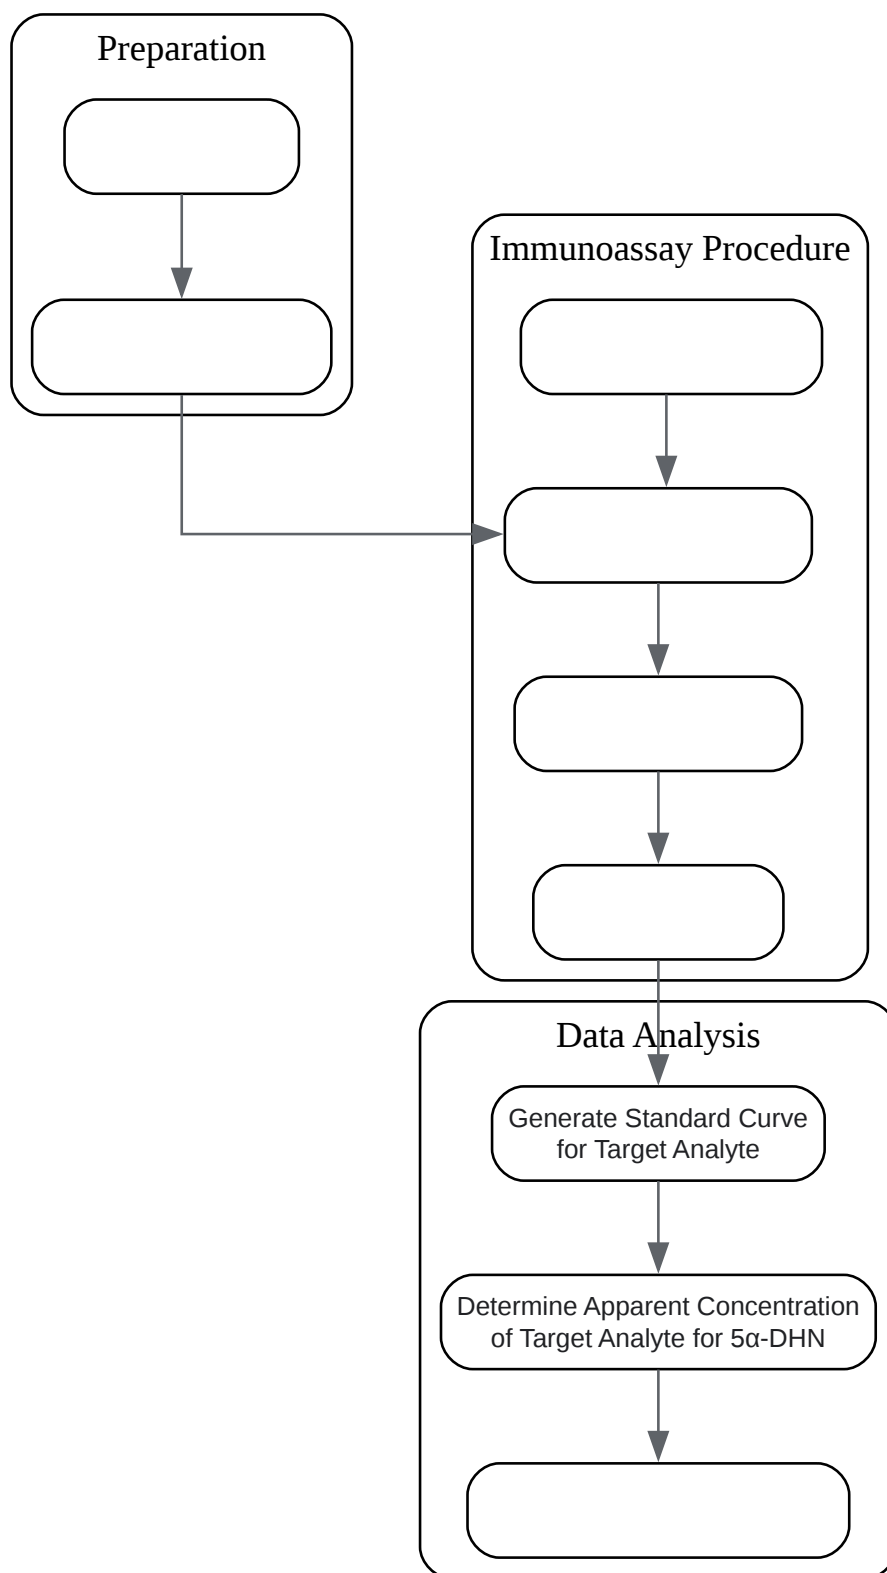 Preparation
Immunoassay Procedure
Data Analysis
Generate Standard Curve
for Target Analyte
Determine Apparent Concentration
of Target Analyte for 5α-DHN